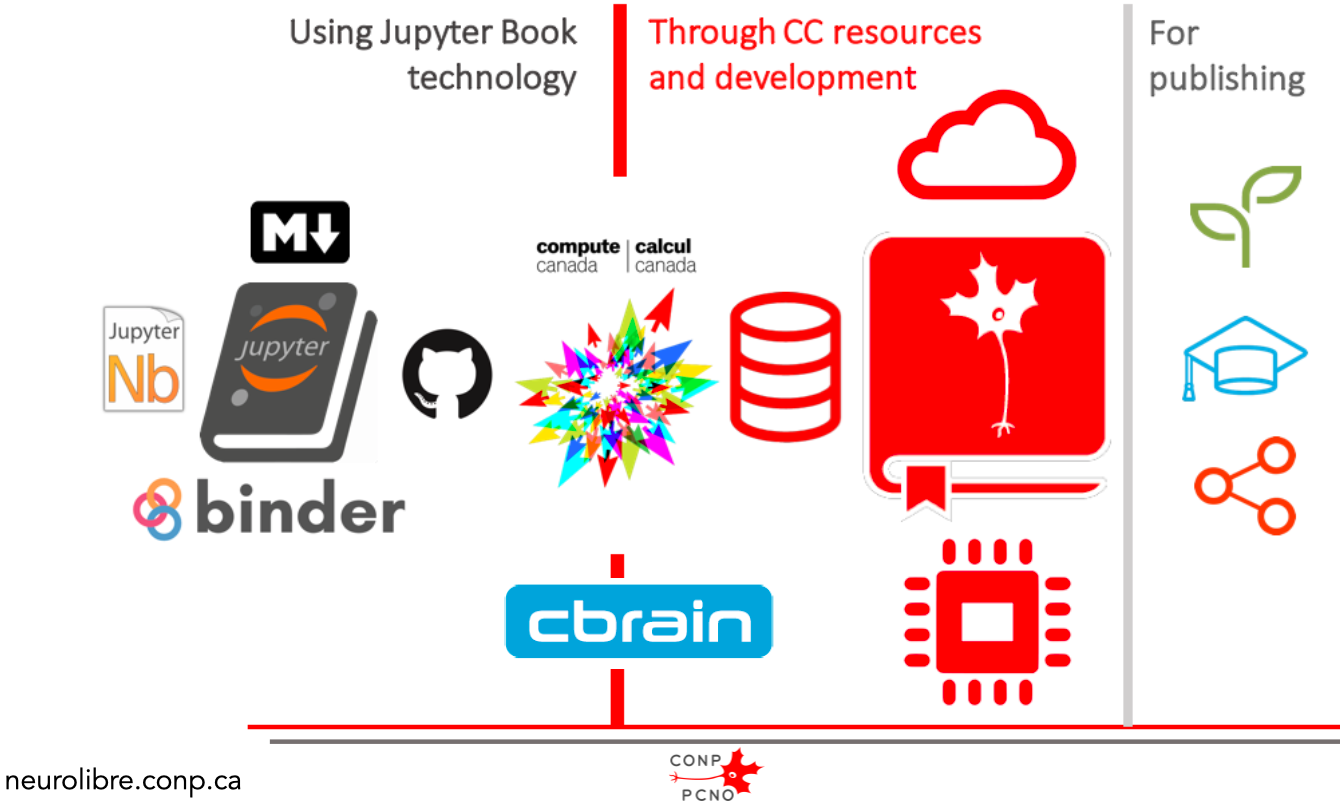 Using Jupyter Book
technology
Through CC resources
and development
For
publishing
M
compute | calcul
canada | canada
Jupyter
Nb
jupyter
binder
cbrain
CONP
PCNO
neurolibre.conp.ca